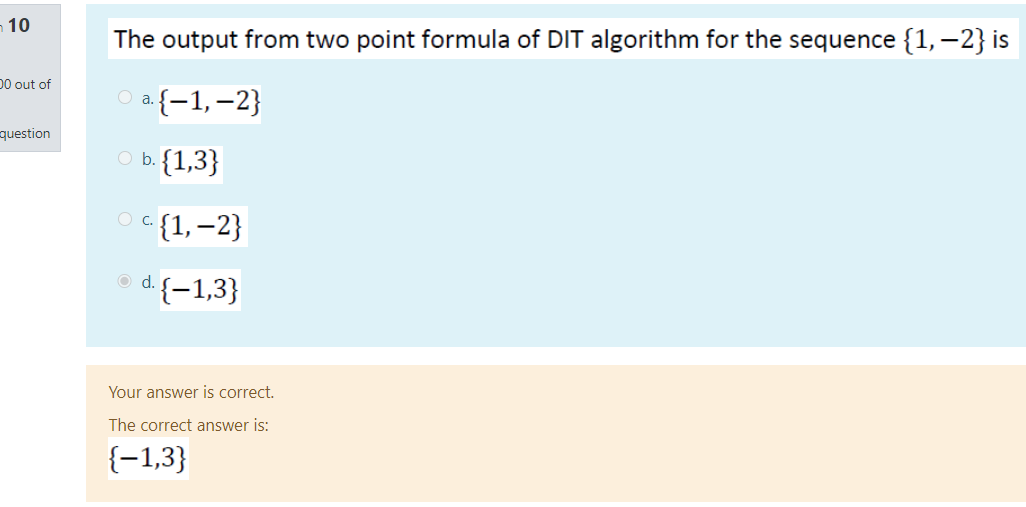 10
out of
question
The output from two point formula of DIT algorithm for the sequence {1, −2} is
a. {−1, −2}
b. {1,3}
c. {1, −2}
d. {−1,3}
Your answer is correct.
The correct answer is:
{−1,3}